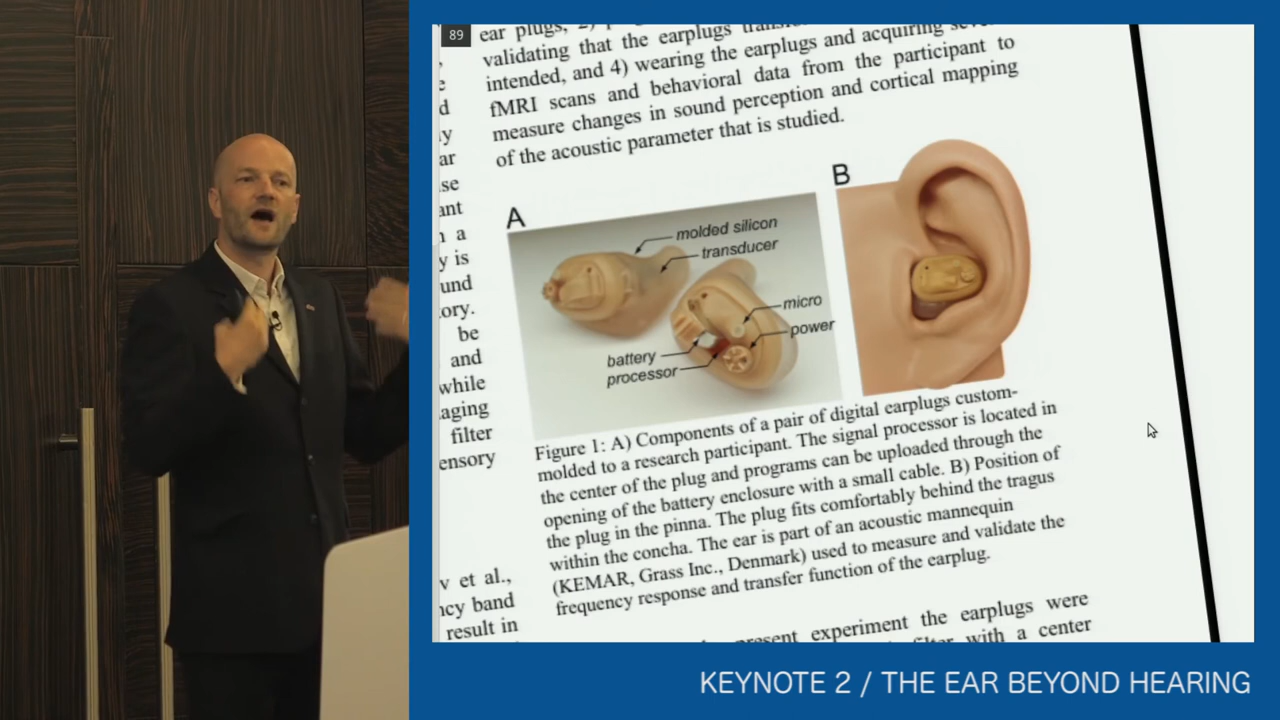 89
ear plugs, 2)
validating that the earplugs
intended, and 4) wearing the earplugs and acquiring
fMRI scans and behavioral data from the participant to
measure changes in sound perception and cortical mapping
of the acoustic parameter that is studied.
ar
se
ant
a
y is
und
ory.
be
and
while
aging
filter
ensory
A
molded silicon
transducer
micro
power
battery
processor
B
Figure 1: A) Components of a pair of digital earplugs custom-
molded to a research participant. The signal processor is located in
the center of the plug and programs can be uploaded through the
opening of the battery enclosure with a small cable. B) Position of
the plug in the pinna. The plug fits comfortably behind the tragus
within the concha. The ear is part of an acoustic mannequin
(KEMAR, Grass Inc., Denmark) used to measure and validate the
frequency response and transfer function of the earplug.
v et al.,
ncy band
result in
present experiment the earplugs were
with a center
KEYNOTE 2 / THE EAR BEYOND HEARING